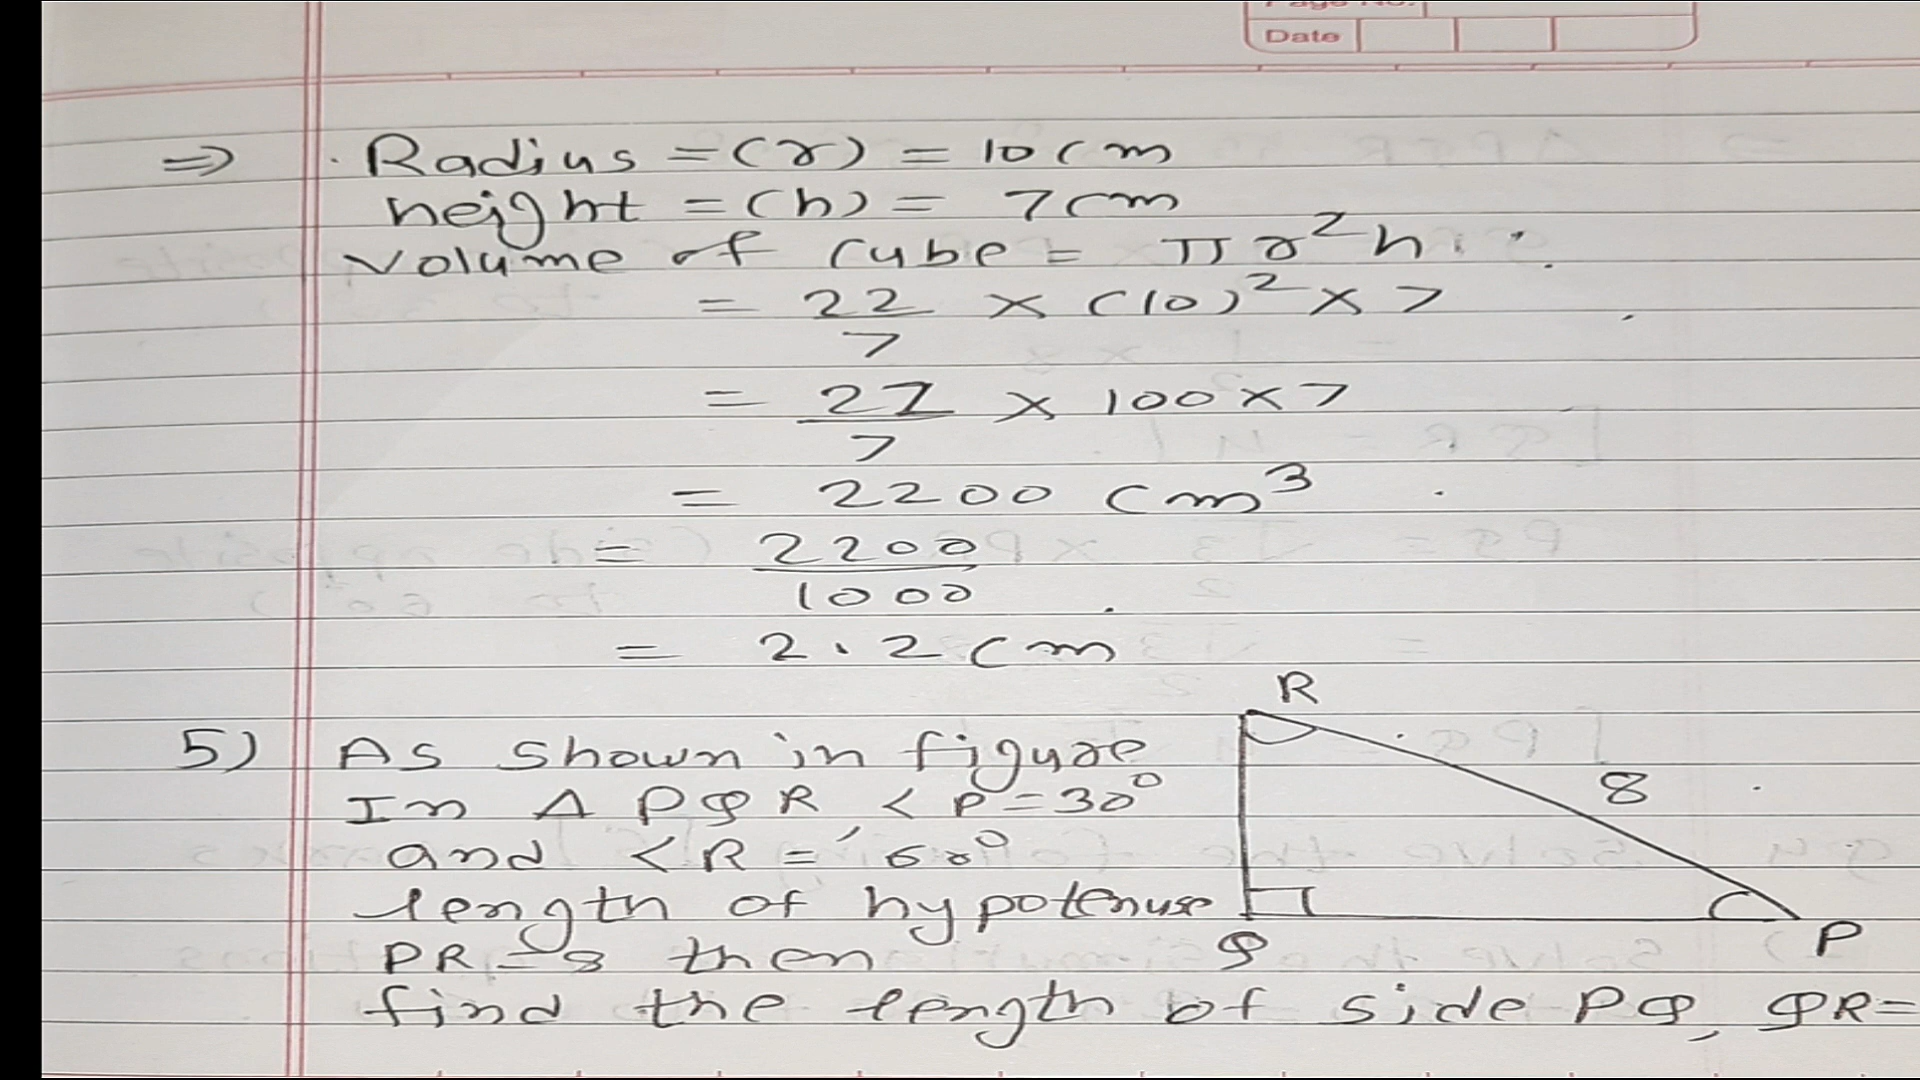 Date
⇒ Radius = (r) = 10 cm
height = (h) = 7 cm
volume of cube = πr²h
= 22 × (10)² × 7
7
= 22 × 100 × 7
7
= 2200 cm³
= 2200
1000
= 2.2 cm
R
5) As shown in figure
8
In Δ PQR, < P = 30°
and < R = 60°
length of hypotenuse
P
PR = 8 then
Q
find the length of side PQ, QR=